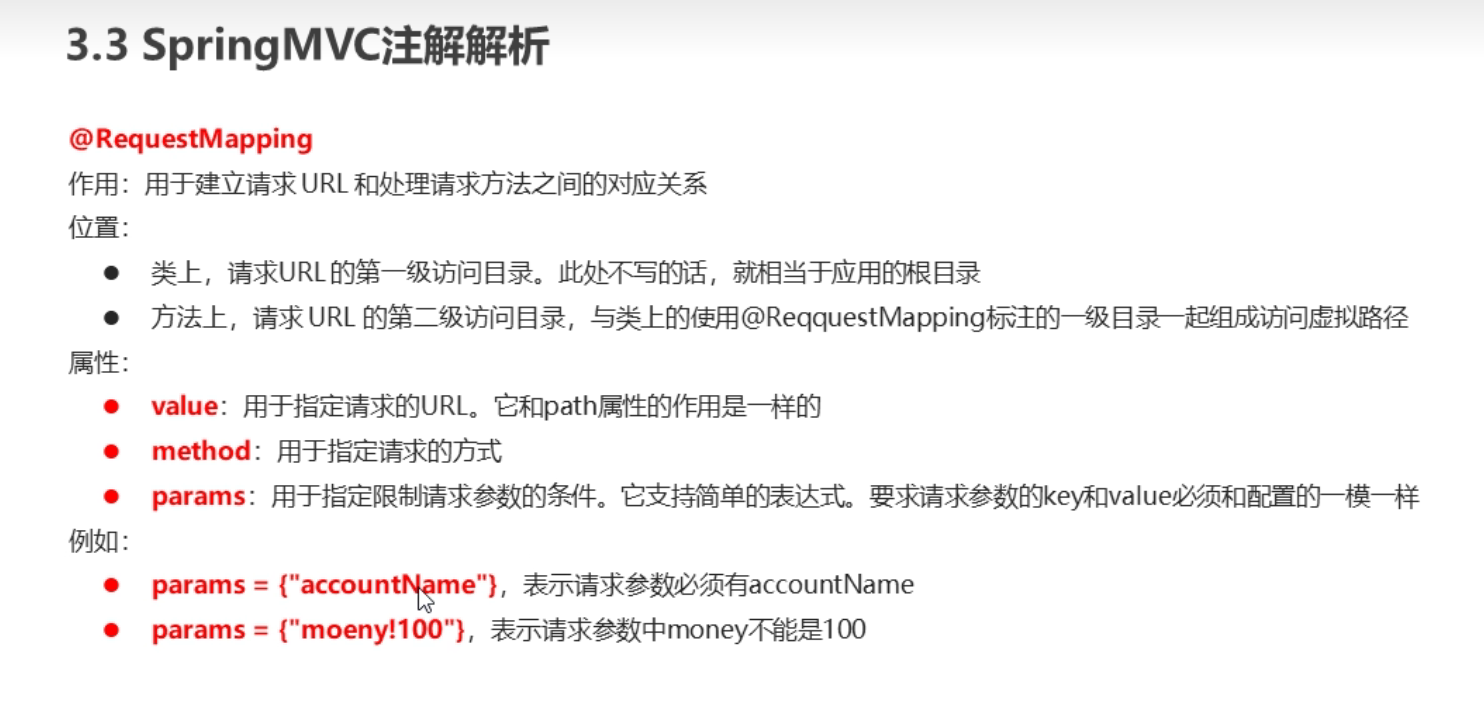 3.3 SpringMVC注解解析
@RequestMapping
作用：用于建立请求 URL 和处理请求方法之间的对应关系
位置：
● 类上，请求URL 的第一级访问目录。此处不写的话，就相当于应用的根目录
● 方法上，请求 URL 的第二级访问目录，与类上的使用@ReqquestMapping标注的一级目录一起组成访问虚拟路径
属性：
● value：用于指定请求的URL。它和path属性的作用是一样的
● method：用于指定请求的方式
● params：用于指定限制请求参数的条件。它支持简单的表达式。要求请求参数的key和value必须和配置的一模一样
例如：
● params = {"accountName"}，表示请求参数必须有accountName
● params = {"moeny!100"}，表示请求参数中money不能是100